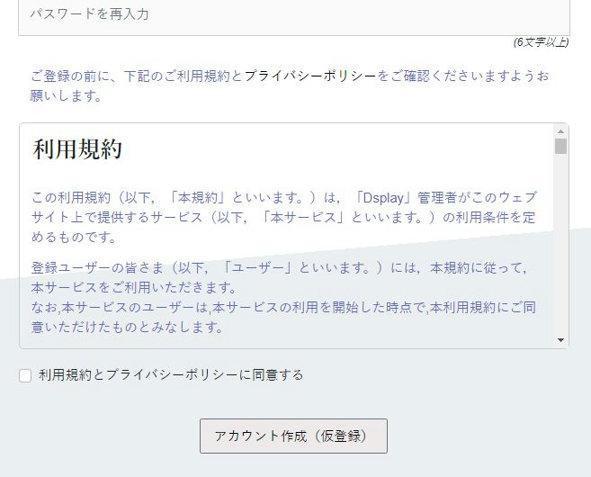 パスワードを再入力
(6文字以上)
ご登録の前に、下記のご利用規約とプライバシーポリシーをご確認くださいますようお
願いします。
利用規約
この利用規約（以下，「本規約」といいます。）は，「Dsplay」管理者がこのウェブ
サイト上で提供するサービス（以下，「本サービス」といいます。）の利用条件を定
めるものです。
登録ユーザーの皆さま（以下，「ユーザー」といいます。）には，本規約に従って，
本サービスをご利用いただきます。
なお,本サービスのユーザーは,本サービスの利用を開始した時点で,本利用規約にご同
意いただけたものとみなします。
利用規約とプライバシーポリシーに同意する
アカウント作成（仮登録）